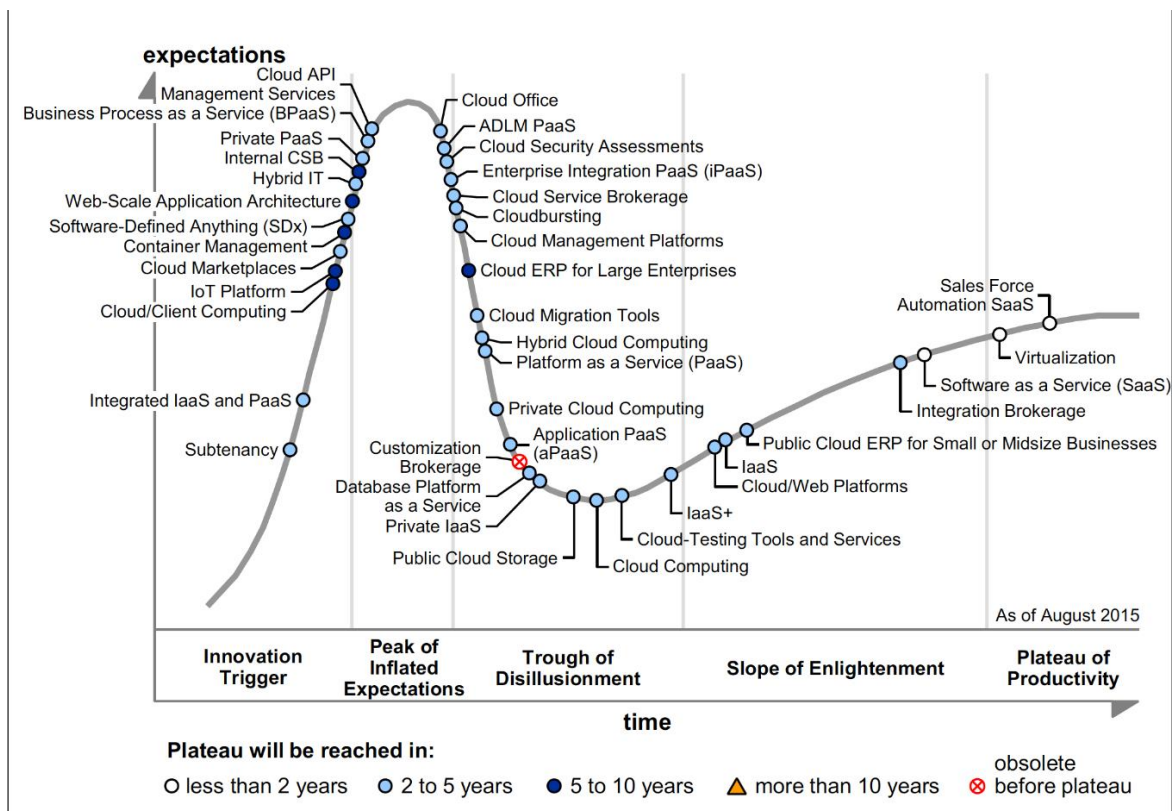 expectations
Cloud API
Management Services
Business Process as a Service (BPaaS)
Private PaaS
Internal CSB
Hybrid IT
Web-Scale Application Architecture
Software-Defined Anything (SDx)
Container Management
Cloud Marketplaces
IoT Platform
Cloud/Client Computing
Integrated IaaS and PaaS
Subtenancy
Cloud Office
ADLM PaaS
Cloud Security Assessments
Enterprise Integration PaaS (iPaaS)
Cloud Service Brokerage
Cloudbursting
Cloud Management Platforms
Cloud ERP for Large Enterprises
Cloud Migration Tools
Hybrid Cloud Computing
Platform as a Service (PaaS)
Private Cloud Computing
Application PaaS
(aPaaS)
Customization
Brokerage
Database Platform
as a Service
Private IaaS
Public Cloud Storage
Cloud Computing
Cloud-Testing Tools and Services
IaaS+
Cloud/Web Platforms
IaaS
Public Cloud ERP for Small or Midsize Businesses
Integration Brokerage
Software as a Service (SaaS)
Virtualization
Sales Force
Automation SaaS
As of August 2015
Innovation
Trigger
Peak of
Inflated
Expectations
Trough of
Disillusionment
Slope of Enlightenment
Plateau of
Productivity
time
Plateau will be reached in:
less than 2 years
2 to 5 years
5 to 10 years
more than 10 years
obsolete
before plateau